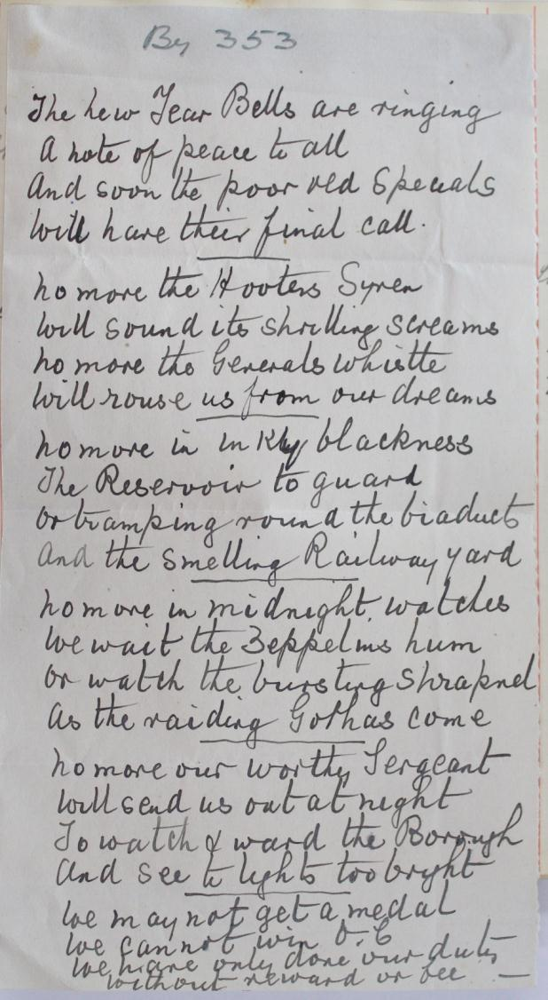 By 353
The new Year Bells are ringing
A note of peace to all
And soon the poor old Specials
Will have their final call.
no more the Hooters Syren
Will sound its shrilling screams
no more the Generals whistle
Will rouse us from our dreams
no more in inky blackness
The Reservoir to guard
Or tramping round the viaducts
And the smelling Railway yard
no more in midnight watches
We wait the Zeppelins hum
Or watch the bursting shrapnel
As the raiding Gothas come
no more our worthy Sergeant
Will send us out at night
To watch & ward the Borough
And see to lights too bright
We may not get a medal
We cannot win V.C
We have only done our duty
without reward or fee —